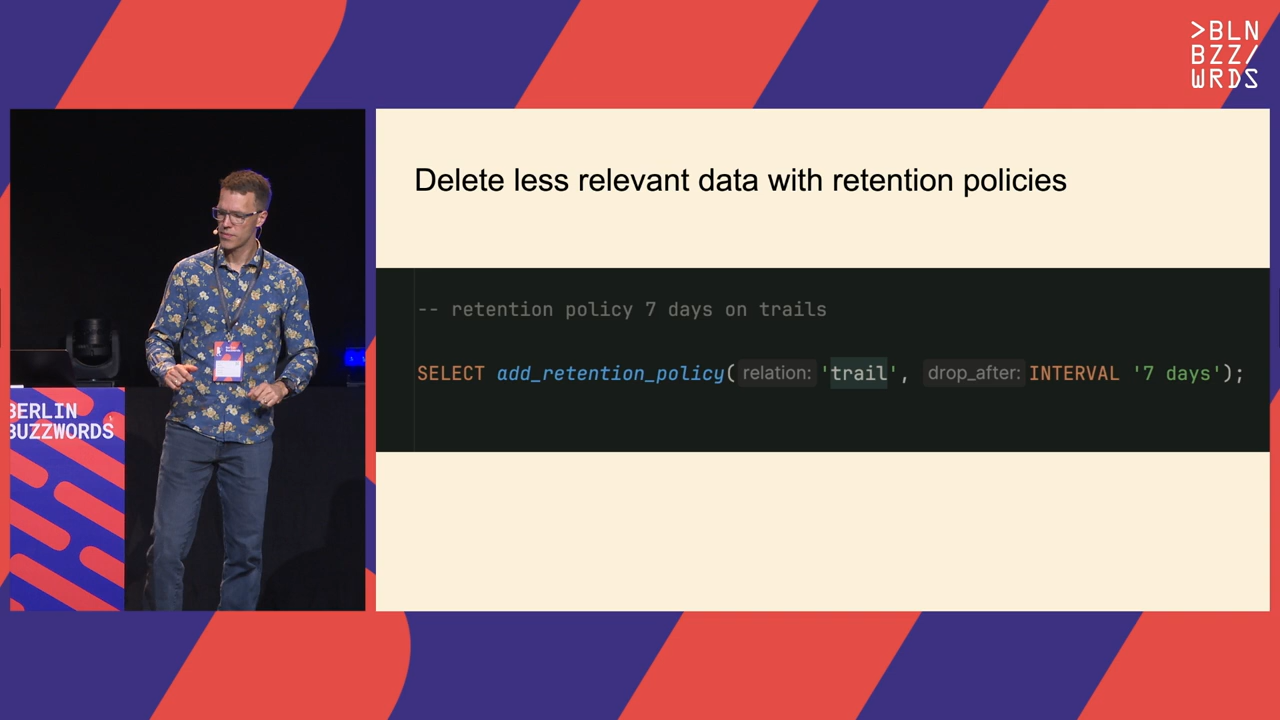 >BLN
BZZ/
WRDS
Delete less relevant data with retention policies
-- retention policy 7 days on trails
SELECT add_retention_policy(relation: 'trail', drop_after: INTERVAL '7 days');
BERLIN
BUZZWORDS